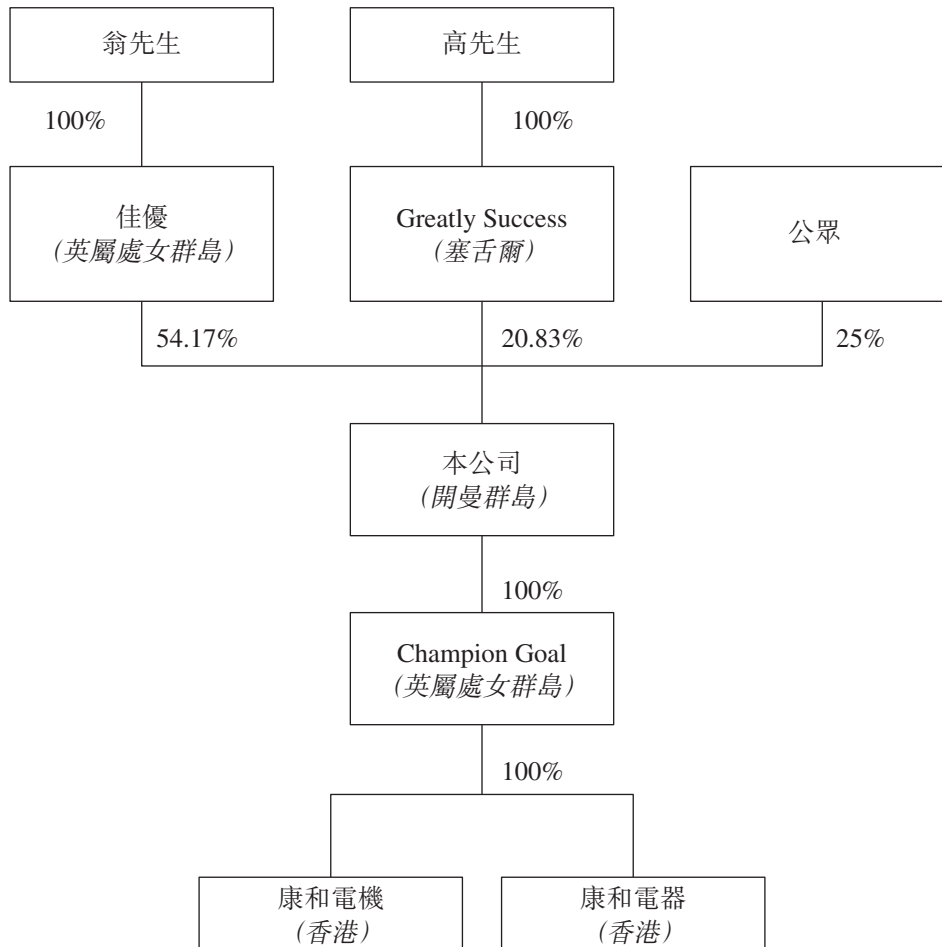 翁先生
高先生
100%
100%
佳優
(英屬處女群島)
Greatly Success
(塞舌爾)
公眾
54.17%
20.83%
25%
本公司
(開曼群島)
100%
Champion Goal
(英屬處女群島)
100%
康和電機
(香港)
康和電器
(香港)